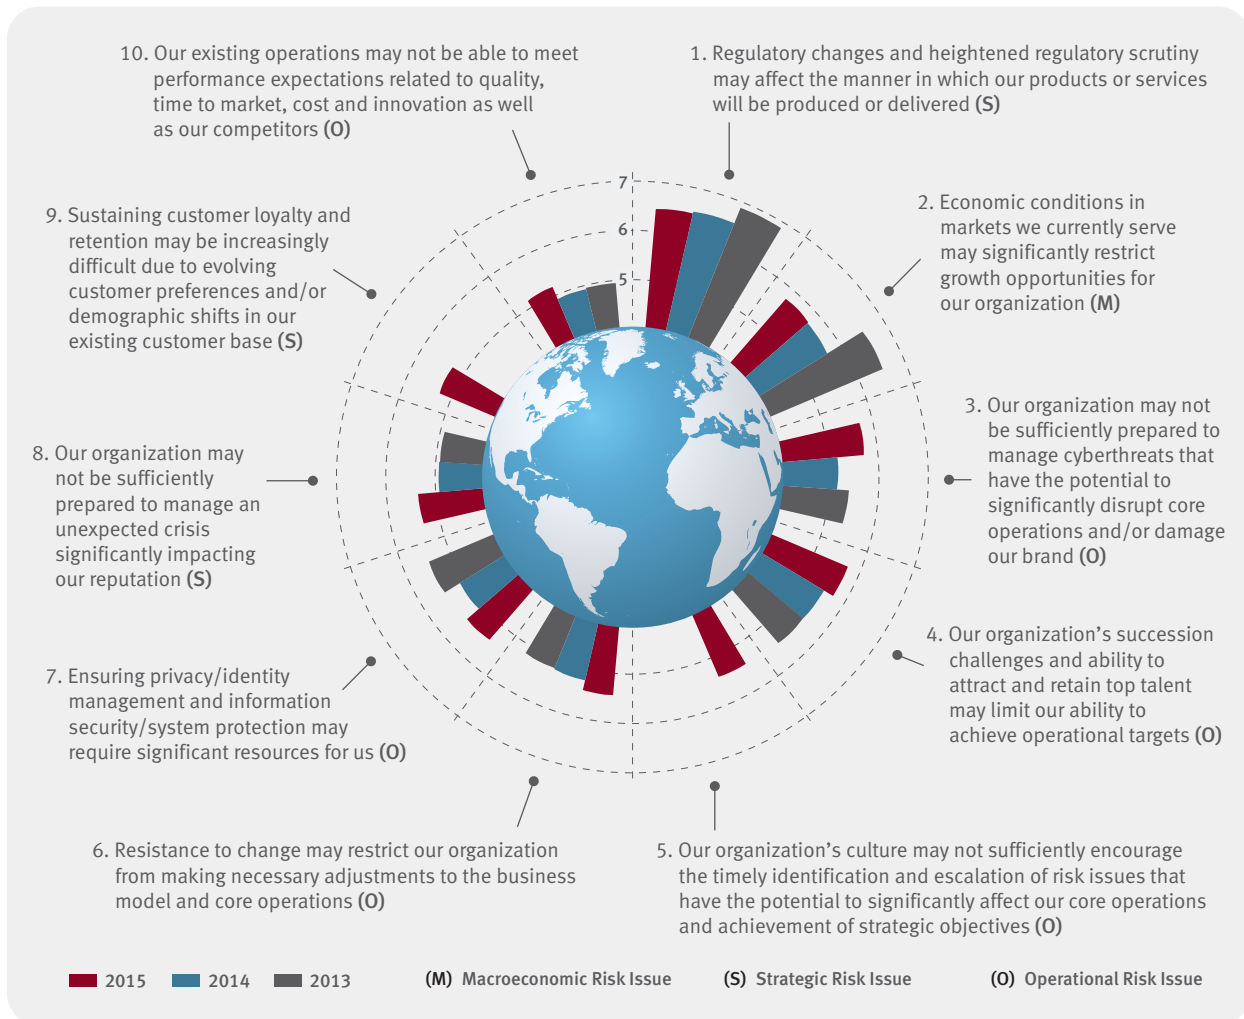 10. Our existing operations may not be able to meet
performance expectations related to quality,
time to market, cost and innovation as well
as our competitors (O)
1. Regulatory changes and heightened regulatory scrutiny
may affect the manner in which our products or services
will be produced or delivered (S)
9. Sustaining customer loyalty and
retention may be increasingly
difficult due to evolving
customer preferences and/or
demographic shifts in our
existing customer base (S)
7
6
5
2. Economic conditions in
markets we currently serve
may significantly restrict
growth opportunities for
our organization (M)
8. Our organization may
not be sufficiently
prepared to manage an
unexpected crisis
significantly impacting
our reputation (S)
3. Our organization may not
be sufficiently prepared to
manage cyberthreats that
have the potential to
significantly disrupt core
operations and/or damage
our brand (O)
7. Ensuring privacy/identity
management and information
security/system protection may
require significant resources for us (O)
4. Our organization’s succession
challenges and ability to
attract and retain top talent
may limit our ability to
achieve operational targets (O)
6. Resistance to change may restrict our organization
from making necessary adjustments to the business
model and core operations (O)
5. Our organization’s culture may not sufficiently encourage
the timely identification and escalation of risk issues that
have the potential to significantly affect our core operations
and achievement of strategic objectives (O)
2015 2014 2013 (M) Macroeconomic Risk Issue (S) Strategic Risk Issue (O) Operational Risk Issue